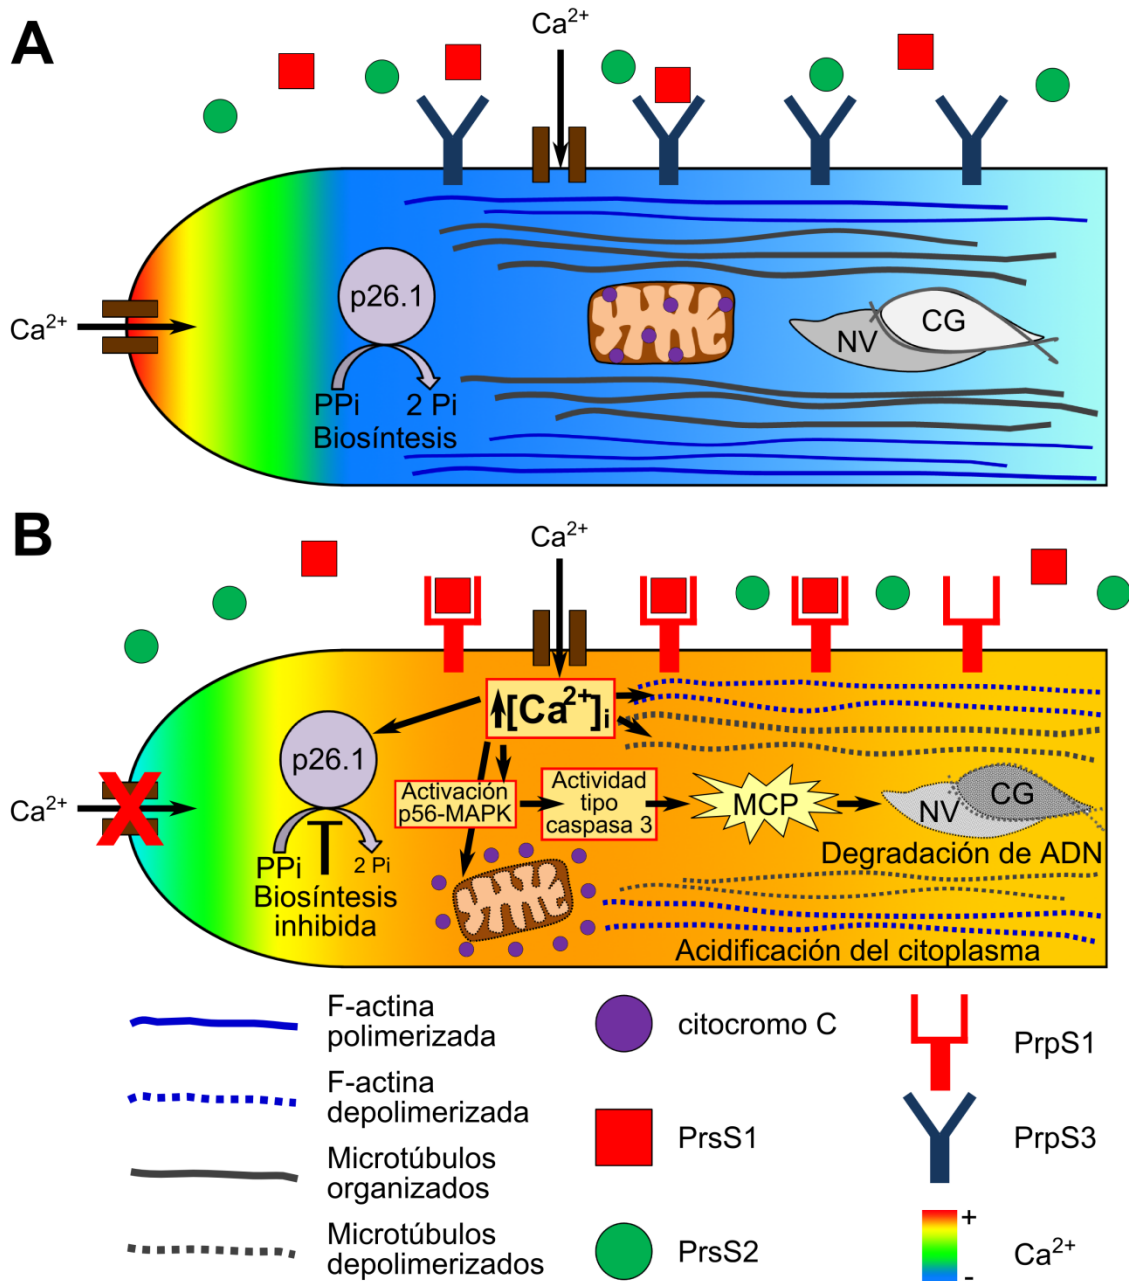 A
Ca2+
Ca2+
p26.1
PPi
2 Pi
Biosíntesis
NV
CG
B
Ca2+
[Ca2+]i
Ca2+
p26.1
PPi
2 Pi
Biosíntesis
inhibida
Activación
p56-MAPK
Actividad
tipo
caspasa 3
MCP
NV
CG
Degradación de ADN
Acidificación del citoplasma
F-actina
polimerizada
F-actina
depolimerizada
Microtúbulos
organizados
Microtúbulos
depolimerizados
citocromo C
PrsS1
PrsS2
PrpS1
PrpS3
+
-
Ca2+